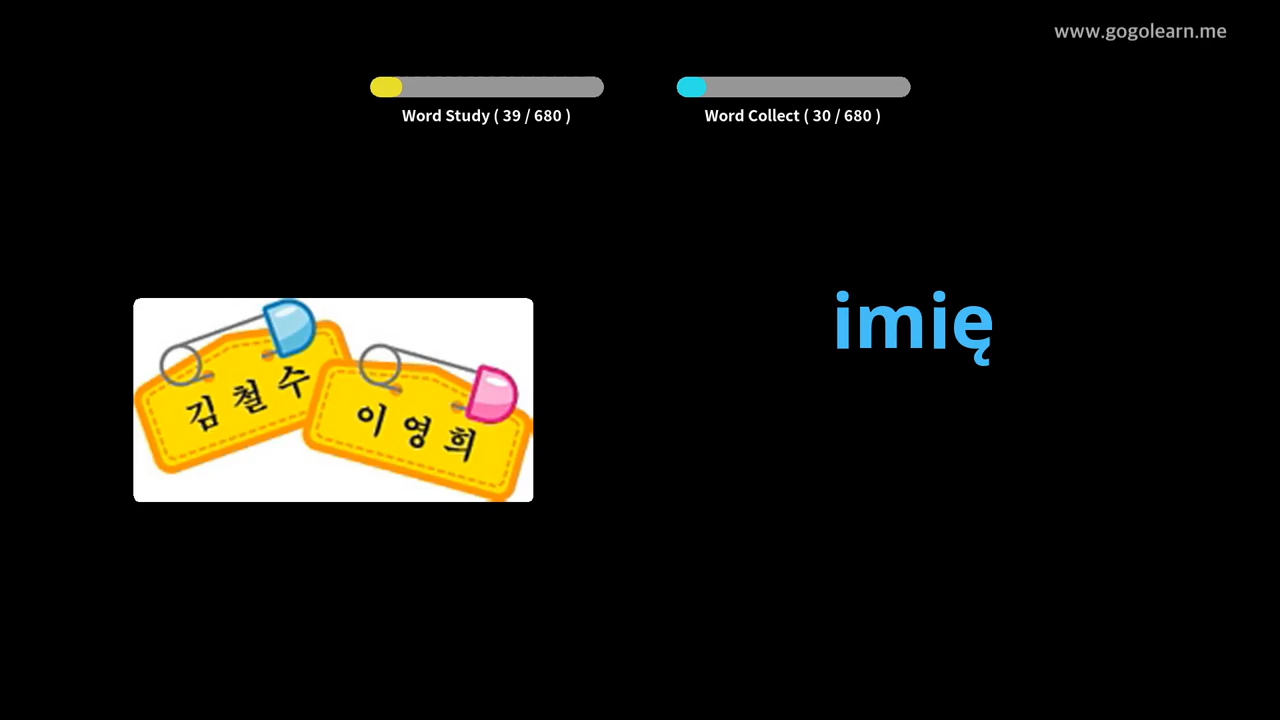 www.gogolearn.me
Word Study ( 39 / 680 )
Word Collect ( 30 / 680 )
imię
김철수
이영희